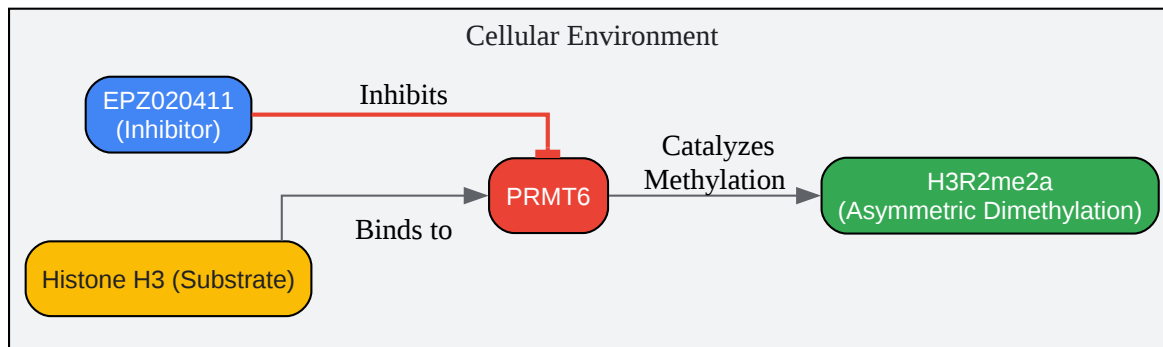 Cellular Environment
EPZ020411
(Inhibitor)
Inhibits
PRMT6
Catalyzes
Methylation
H3R2me2a
(Asymmetric Dimethylation)
Binds to
Histone H3 (Substrate)